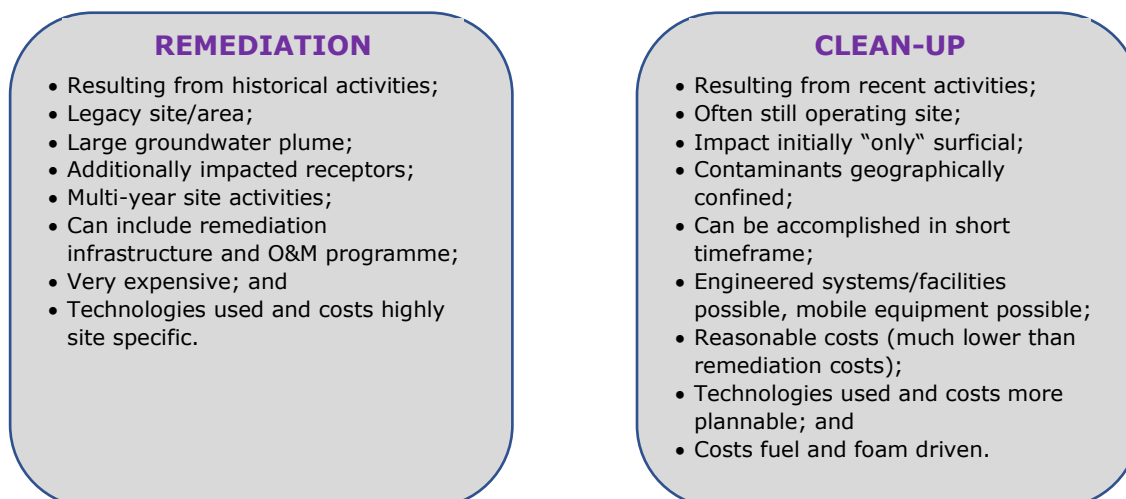 REMEDIATION
• Resulting from historical activities;
• Legacy site/area;
• Large groundwater plume;
• Additionally impacted receptors;
• Multi-year site activities;
• Can include remediation
infrastructure and O&M programme;
• Very expensive; and
• Technologies used and costs highly
site specific.
CLEAN-UP
• Resulting from recent activities;
• Often still operating site;
• Impact initially “only“ surficial;
• Contaminants geographically
confined;
• Can be accomplished in short
timeframe;
• Engineered systems/facilities
possible, mobile equipment possible;
• Reasonable costs (much lower than
remediation costs);
• Technologies used and costs more
plannable; and
• Costs fuel and foam driven.